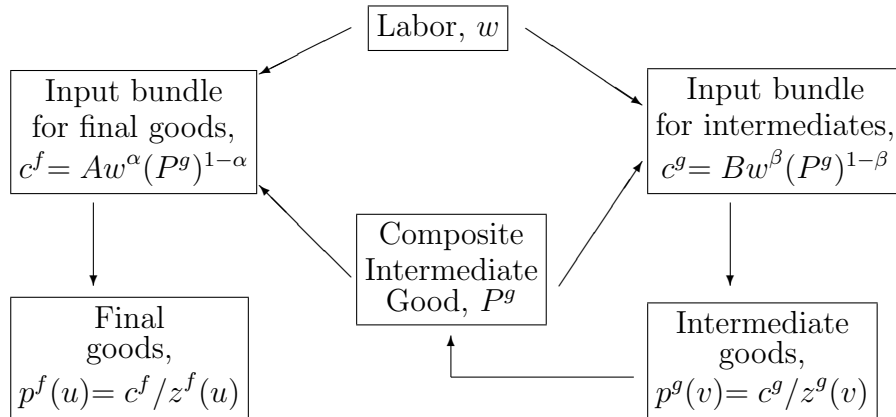 Labor, w
Input bundle
for final goods,
c^f = Aw^α(P^g)^{1−α}
Input bundle
for intermediates,
c^g = Bw^β(P^g)^{1−β}
Composite
Intermediate
Good, P^g
Final
goods,
p^f(u) = c^f/z^f(u)
Intermediate
goods,
p^g(v) = c^g/z^g(v)